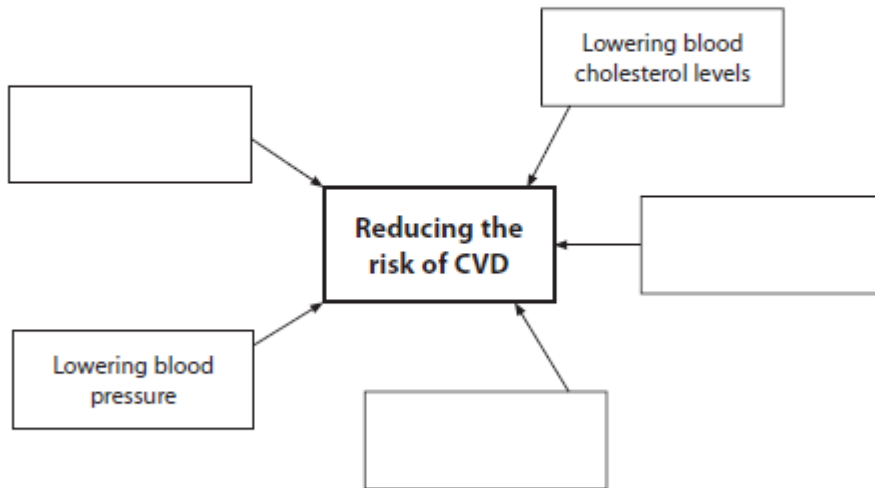 Lowering blood
cholesterol levels
Reducing the
risk of CVD
Lowering blood
pressure